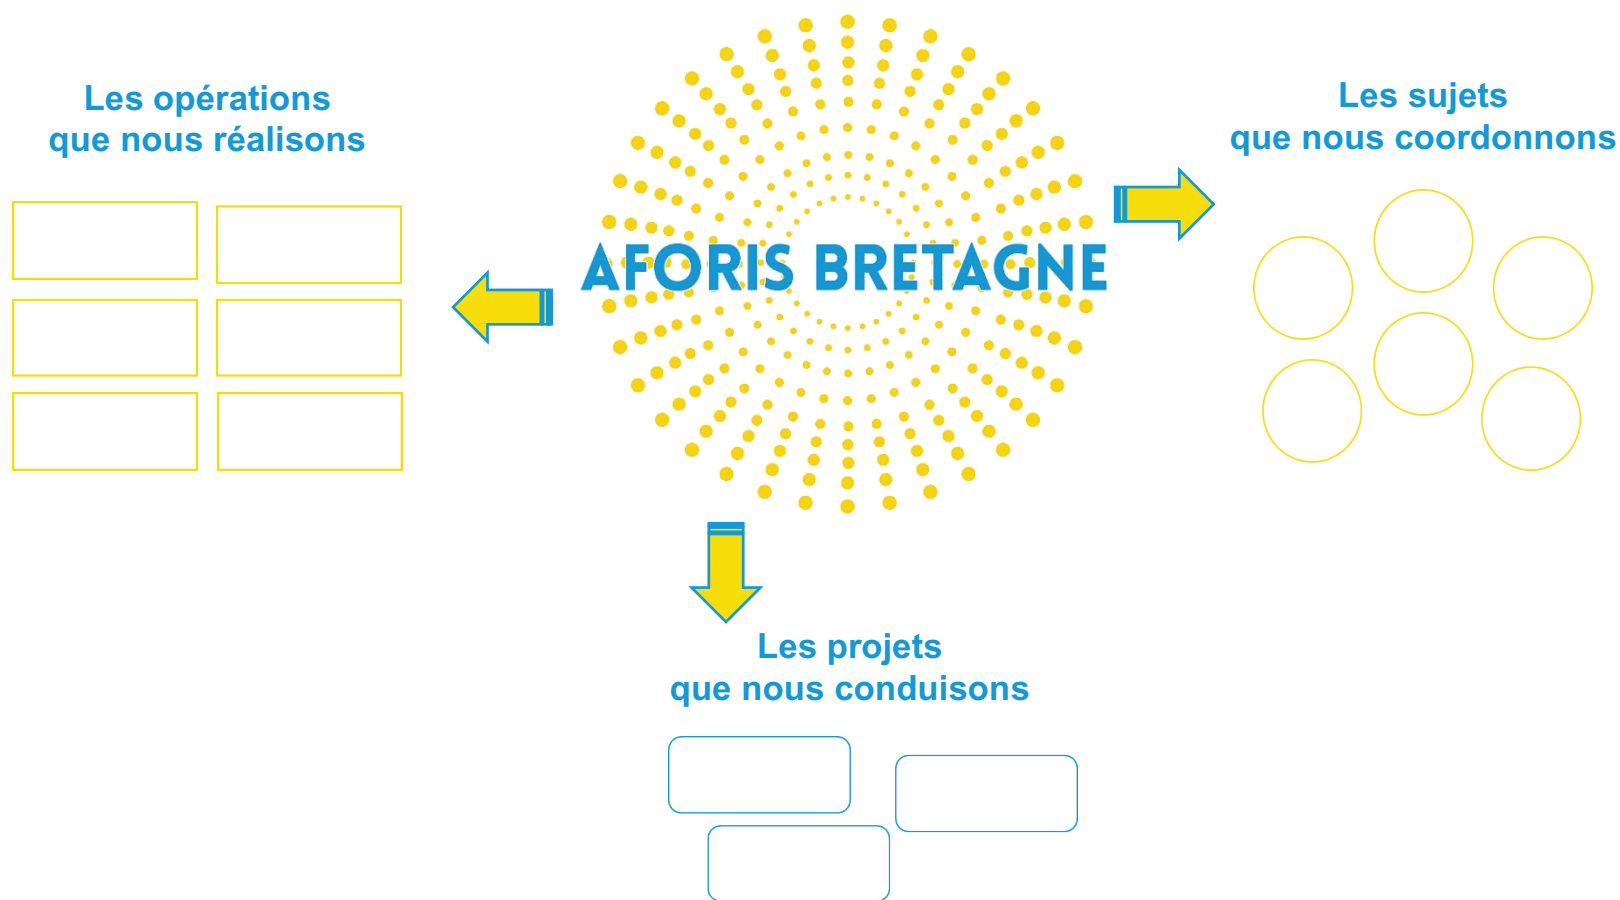 Les opérations
que nous réalisons
AFORIS BRETAGNE
Les sujets
que nous coordonnons
Les projets
que nous conduisons